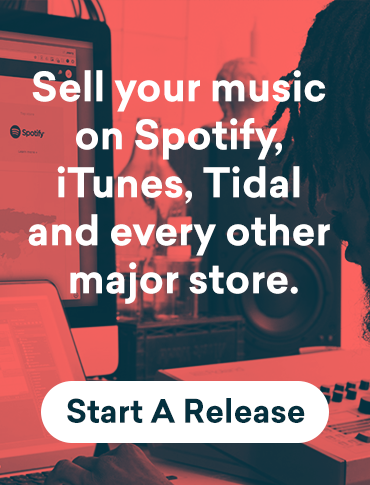 Spotify
Sell your music
on Spotify,
iTunes, Tidal
and every other
major store.
Start A Release